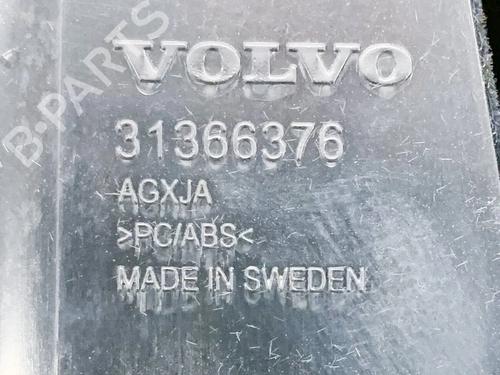 VOLVO
31366376
AGXJA
>PC/ABS<
MADE IN SWEDEN
B-PARTS